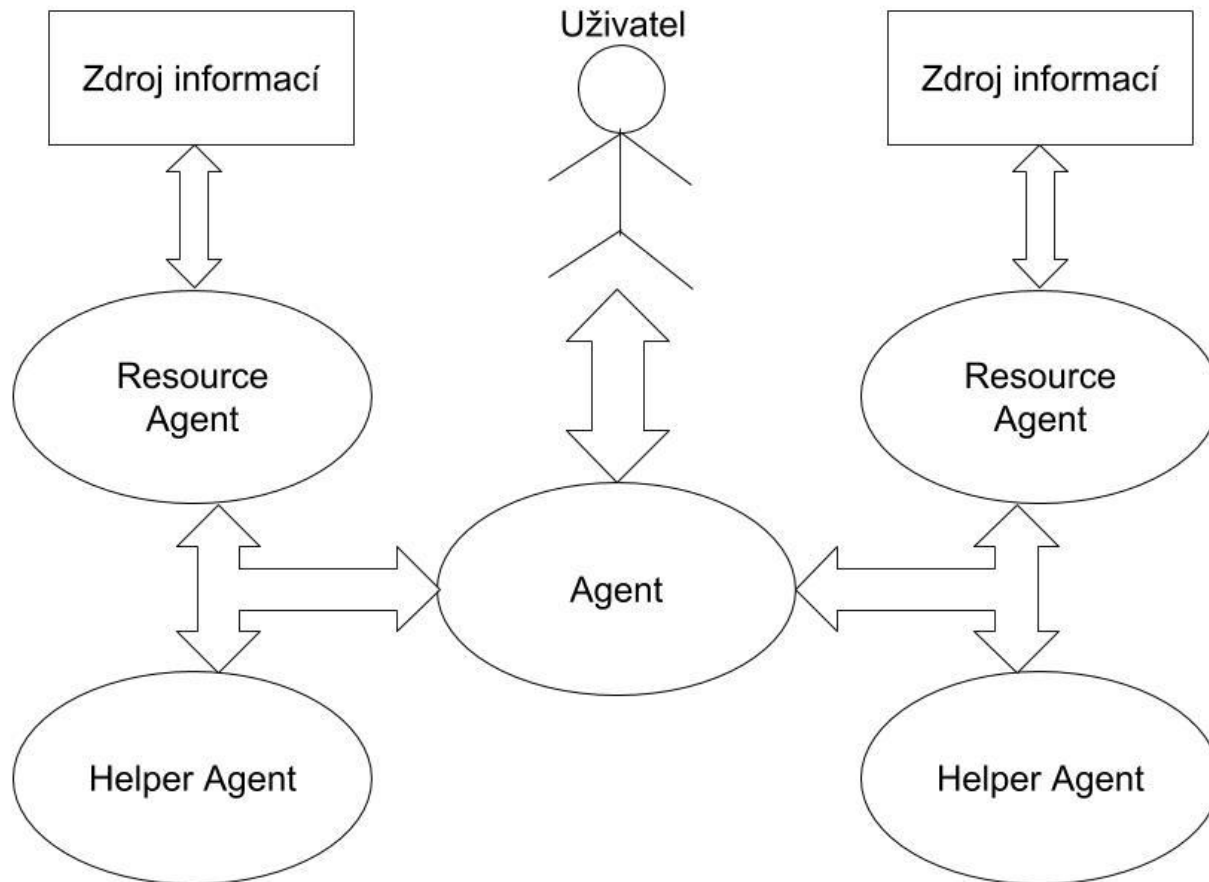 Uživatel
Zdroj informací
Zdroj informací
Resource
Agent
Resource
Agent
Agent
Helper Agent
Helper Agent